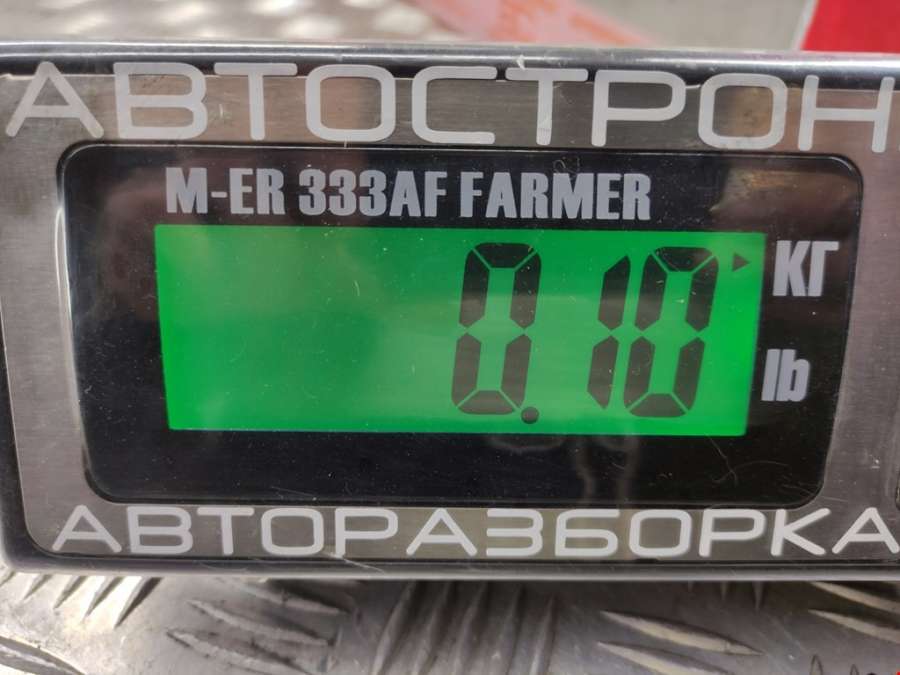 АВТОСТРОН
M-ER 333AF FARMER
0.10
КГ
lb
АВТОРАЗБОРКА